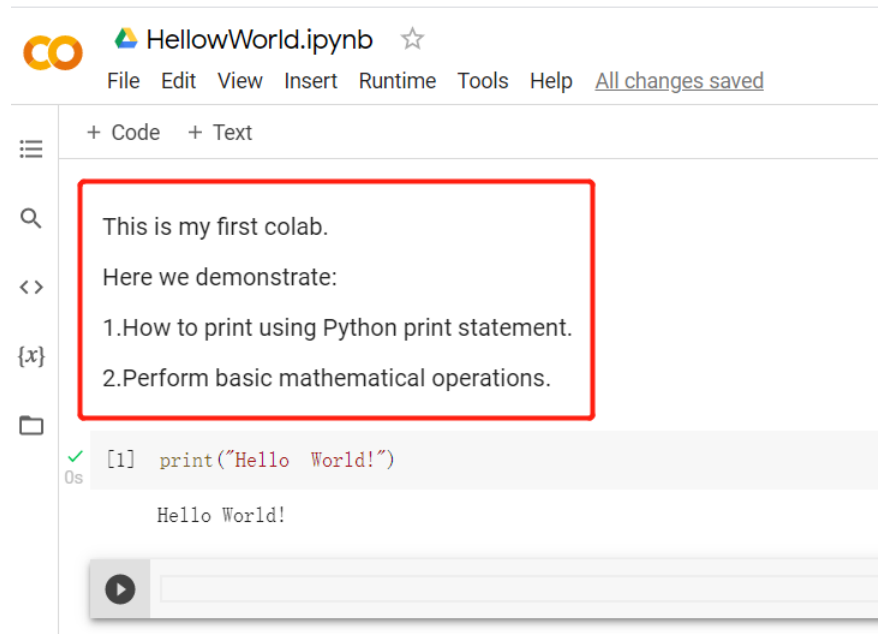 HellowWorld.ipynb
File Edit View Insert Runtime Tools Help All changes saved
+ Code + Text
This is my first colab.
Here we demonstrate:
1.How to print using Python print statement.
{x}
2.Perform basic mathematical operations.
[1] print("Hello  World!")
0s
Hello World!